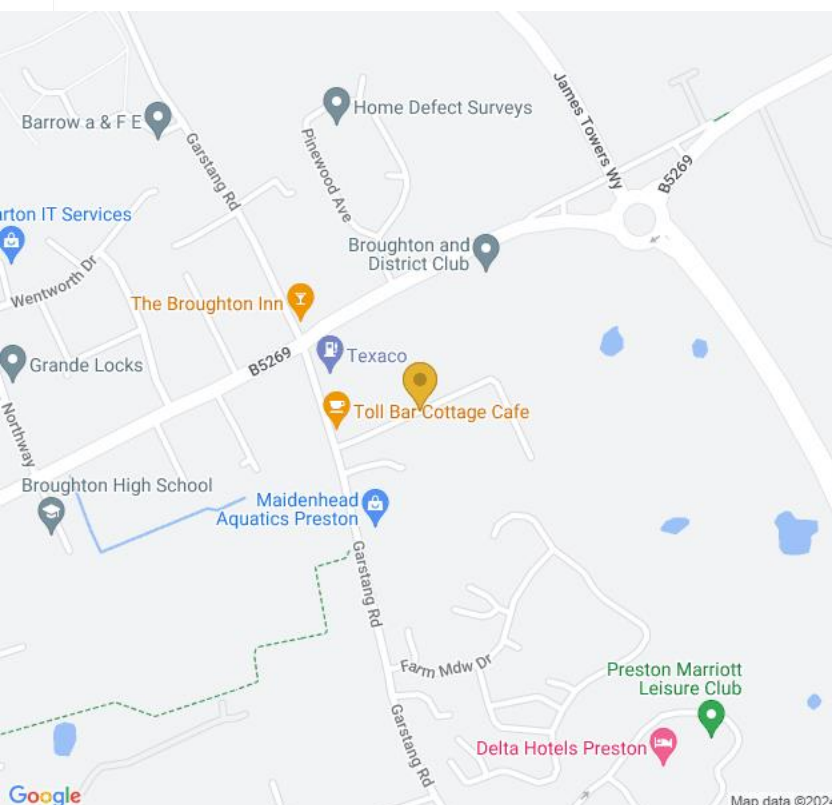 James Towers Wy
Home Defect Surveys
Barrow a & F E
Garstang Rd
Pinewood Ave
B5269
rton IT Services
Broughton and
District Club
Wentworth Dr
The Broughton Inn
B5269
Texaco
Grande Locks
Toll Bar Cottage Cafe
Northway
Broughton High School
Maidenhead
Aquatics Preston
Garstang Rd
Farm Mdw Dr
Preston Marriott
Leisure Club
Garstang Rd
Delta Hotels Preston
Google
Map data ©2024